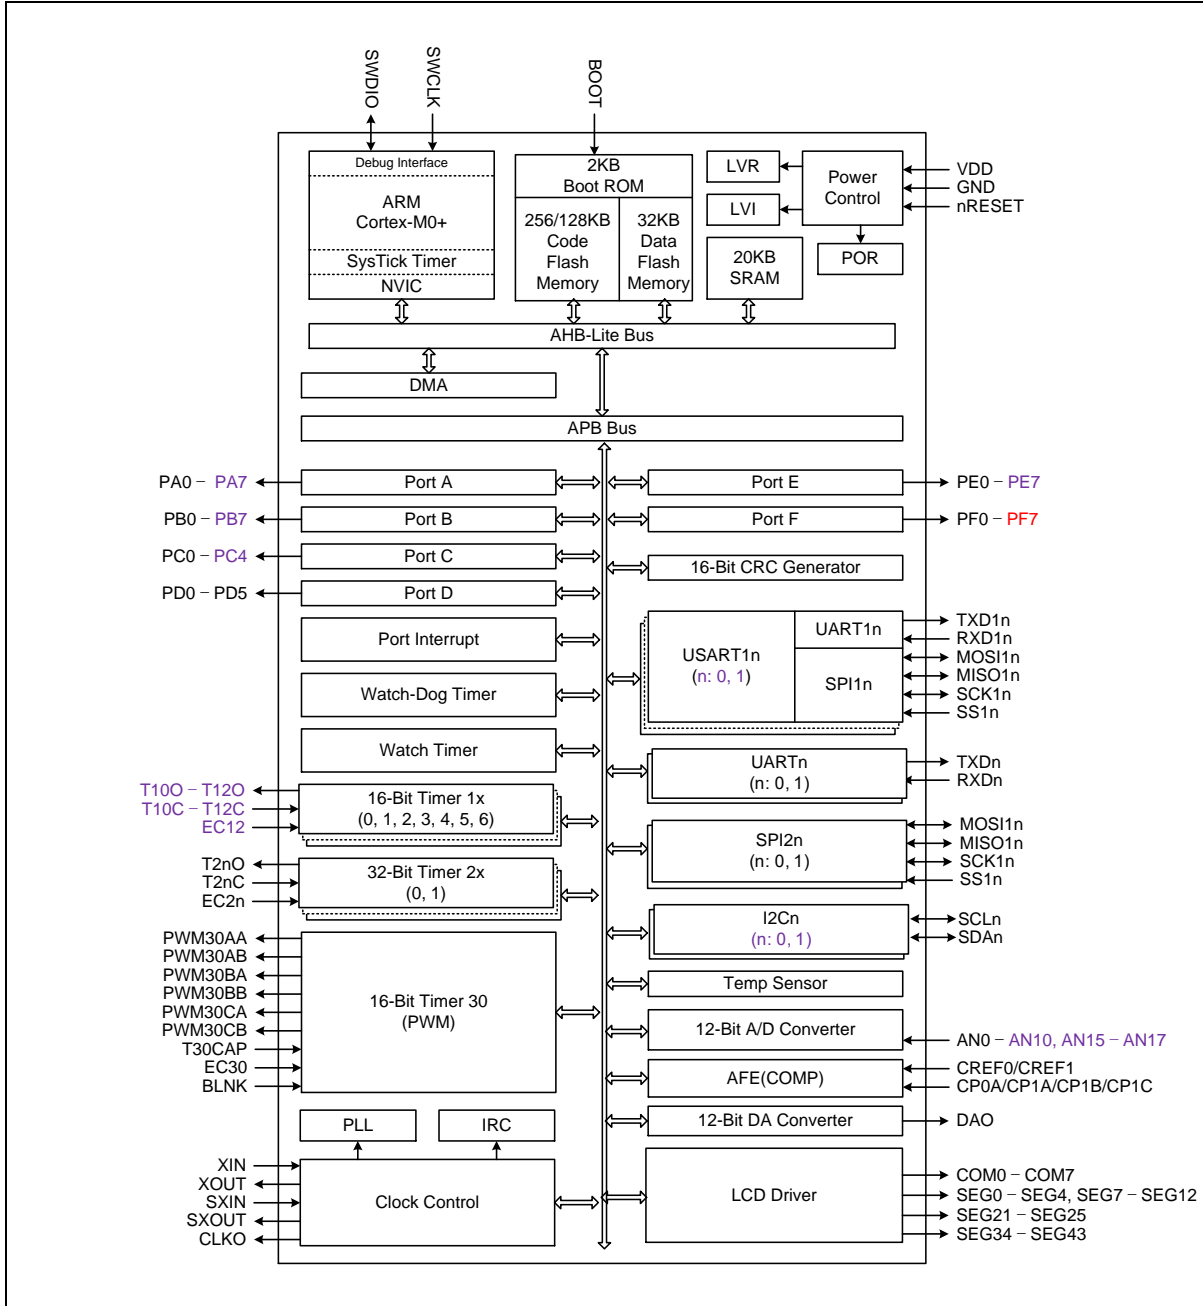 SWDIO
SWCLK
BOOT
Debug Interface
ARM
Cortex-M0+
SysTick Timer
NVIC
2KB
Boot ROM
256/128KB
Code
Flash
Memory
32KB
Data
Flash
Memory
LVR
LVI
20KB
SRAM
Power
Control
POR
VDD
GND
nRESET
AHB-Lite Bus
DMA
APB Bus
PA0 – PA7
Port A
PB0 – PB7
Port B
PC0 – PC4
Port C
PD0 – PD5
Port D
Port Interrupt
Watch-Dog Timer
Watch Timer
T10O – T12O
T10C – T12C
EC12
16-Bit Timer 1x
(0, 1, 2, 3, 4, 5, 6)
T2nO
T2nC
EC2n
32-Bit Timer 2x
(0, 1)
PWM30AA
PWM30AB
PWM30BA
PWM30BB
PWM30CA
PWM30CB
T30CAP
EC30
BLNK
16-Bit Timer 30
(PWM)
PLL
IRC
XIN
XOUT
SXIN
SXOUT
CLKO
Clock Control
Port E
PE0 – PE7
Port F
PF0 – PF7
16-Bit CRC Generator
USART1n
(n: 0, 1)
UART1n
SPI1n
TXD1n
RXD1n
MOSI1n
MISO1n
SCK1n
SS1n
UARTn
(n: 0, 1)
TXDn
RXDn
SPI2n
(n: 0, 1)
MOSI1n
MISO1n
SCK1n
SS1n
I2Cn
(n: 0, 1)
SCLn
SDAn
Temp Sensor
12-Bit A/D Converter
AN0 – AN10, AN15 – AN17
AFE(COMP)
CREF0/CREF1
CP0A/CP1A/CP1B/CP1C
12-Bit DA Converter
DAO
LCD Driver
COM0 – COM7
SEG0 – SEG4, SEG7 – SEG12
SEG21 – SEG25
SEG34 – SEG43